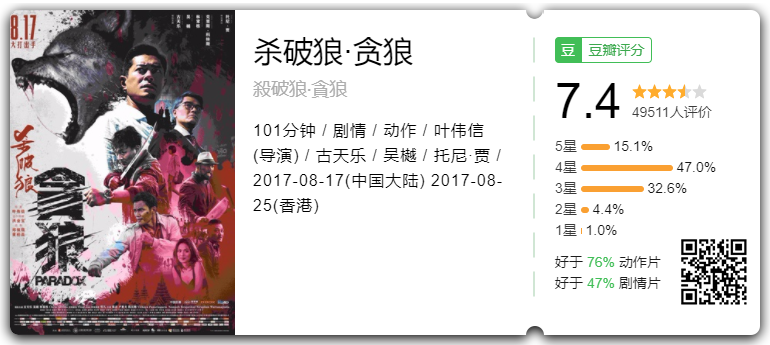 8.17
大打出手
杀破狼
贪狼
PARADOX
杀破狼·贪狼
殺破狼·貪狼
101分钟 / 剧情 / 动作 / 叶伟信
(导演) / 古天乐 / 吴樾 / 托尼·贾 /
2017-08-17(中国大陆) 2017-08-
25(香港)
豆 豆瓣评分
7.4
49511人评价
5星 15.1%
4星 47.0%
3星 32.6%
2星 4.4%
1星 1.0%
好于 76% 动作片
好于 47% 剧情片